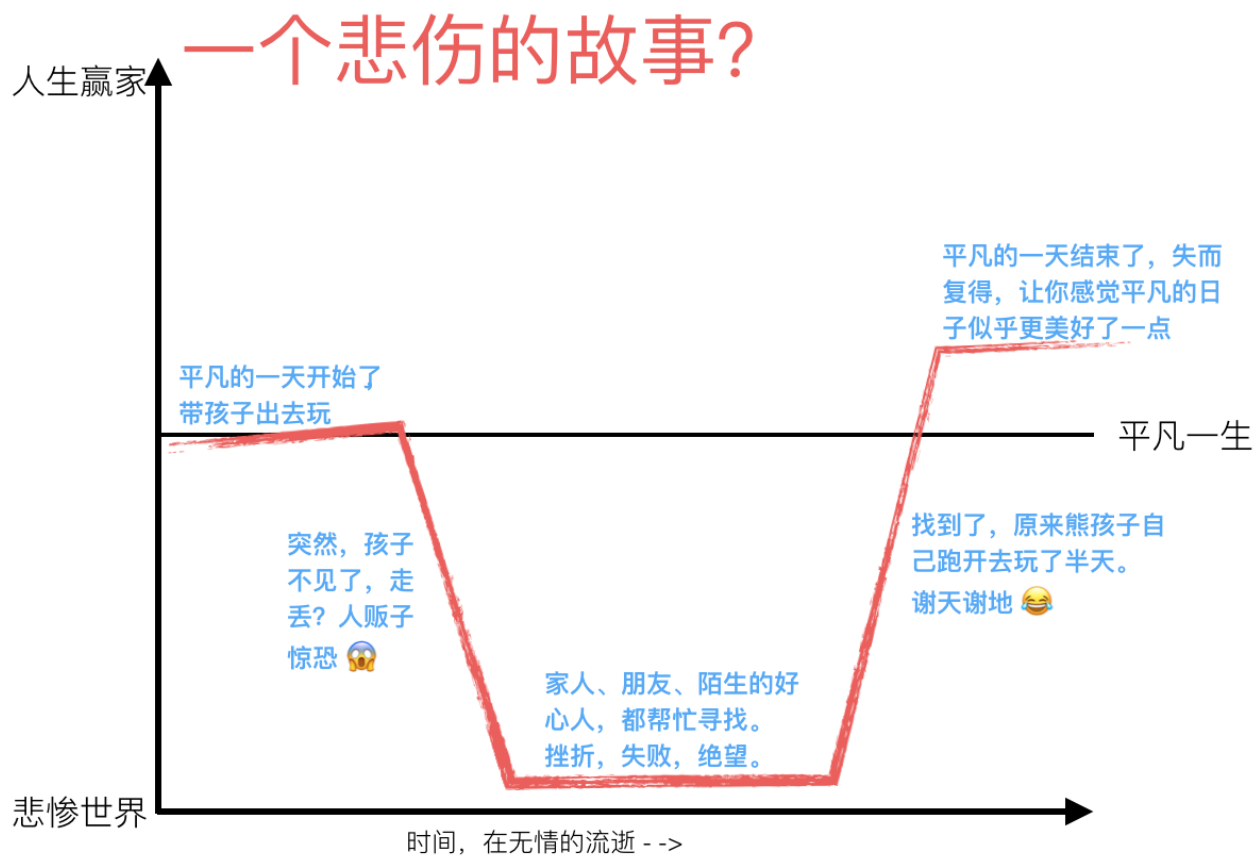 一个悲伤的故事?
人生赢家
平凡的一天结束了，失而
复得，让你感觉平凡的日
子似乎更美好了一点
平凡的一天开始了
带孩子出去玩
平凡一生
突然，孩子
不见了，走
丢？人贩子
惊恐 😱
找到了，原来熊孩子自
己跑开去玩了半天。
谢天谢地 😂
家人、朋友、陌生的好
心人，都帮忙寻找。
挫折，失败，绝望。
悲惨世界
时间，在无情的流逝 - ->